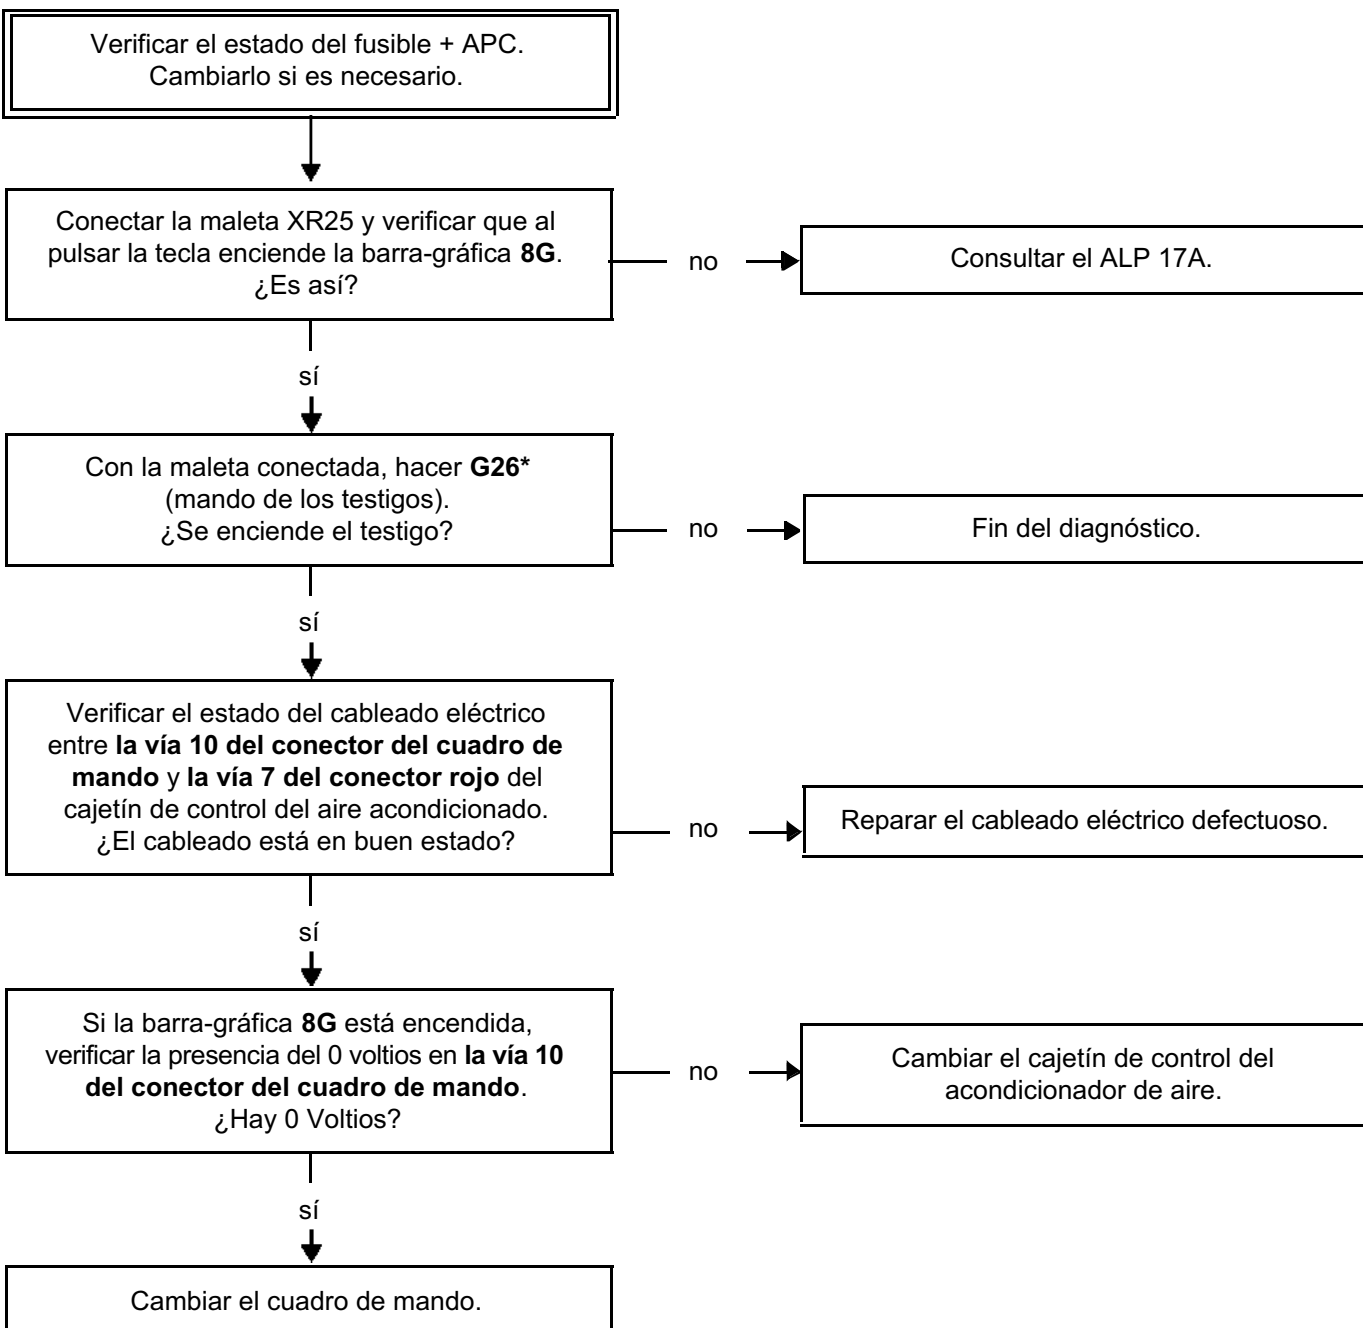 Verificar el estado del fusible + APC.
Cambiarlo si es necesario.
Conectar la maleta XR25 y verificar que al
pulsar la tecla enciende la barra-gráfica 8G.
¿Es así?
no
Consultar el ALP 17A.
sí
Con la maleta conectada, hacer G26*
(mando de los testigos).
¿Se enciende el testigo?
no
Fin del diagnóstico.
sí
Verificar el estado del cableado eléctrico
entre la vía 10 del conector del cuadro de
mando y la vía 7 del conector rojo del
cajetín de control del aire acondicionado.
¿El cableado está en buen estado?
no
Reparar el cableado eléctrico defectuoso.
sí
Si la barra-gráfica 8G está encendida,
verificar la presencia del 0 voltios en la vía 10
del conector del cuadro de mando.
¿Hay 0 Voltios?
no
Cambiar el cajetín de control del
acondicionador de aire.
sí
Cambiar el cuadro de mando.